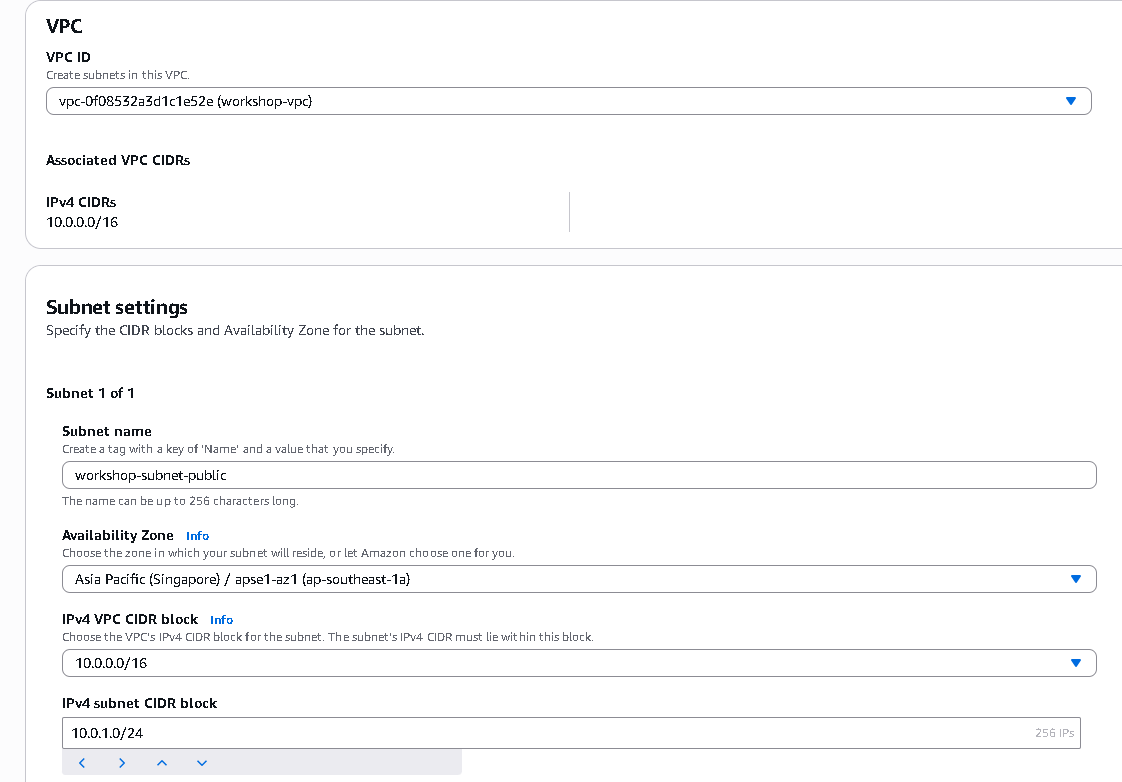 VPC
VPC ID
Create subnets in this VPC.
vpc-0f08532a3d1c1e52e (workshop-vpc)
Associated VPC CIDRs
IPv4 CIDRs
10.0.0.0/16
Subnet settings
Specify the CIDR blocks and Availability Zone for the subnet.
Subnet 1 of 1
Subnet name
Create a tag with a key of 'Name' and a value that you specify.
workshop-subnet-public
The name can be up to 256 characters long.
Availability Zone Info
Choose the zone in which your subnet will reside, or let Amazon choose one for you.
Asia Pacific (Singapore) / apse1-az1 (ap-southeast-1a)
IPv4 VPC CIDR block Info
Choose the VPC's IPv4 CIDR block for the subnet. The subnet's IPv4 CIDR must lie within this block.
10.0.0.0/16
IPv4 subnet CIDR block
10.0.1.0/24 256 IPs